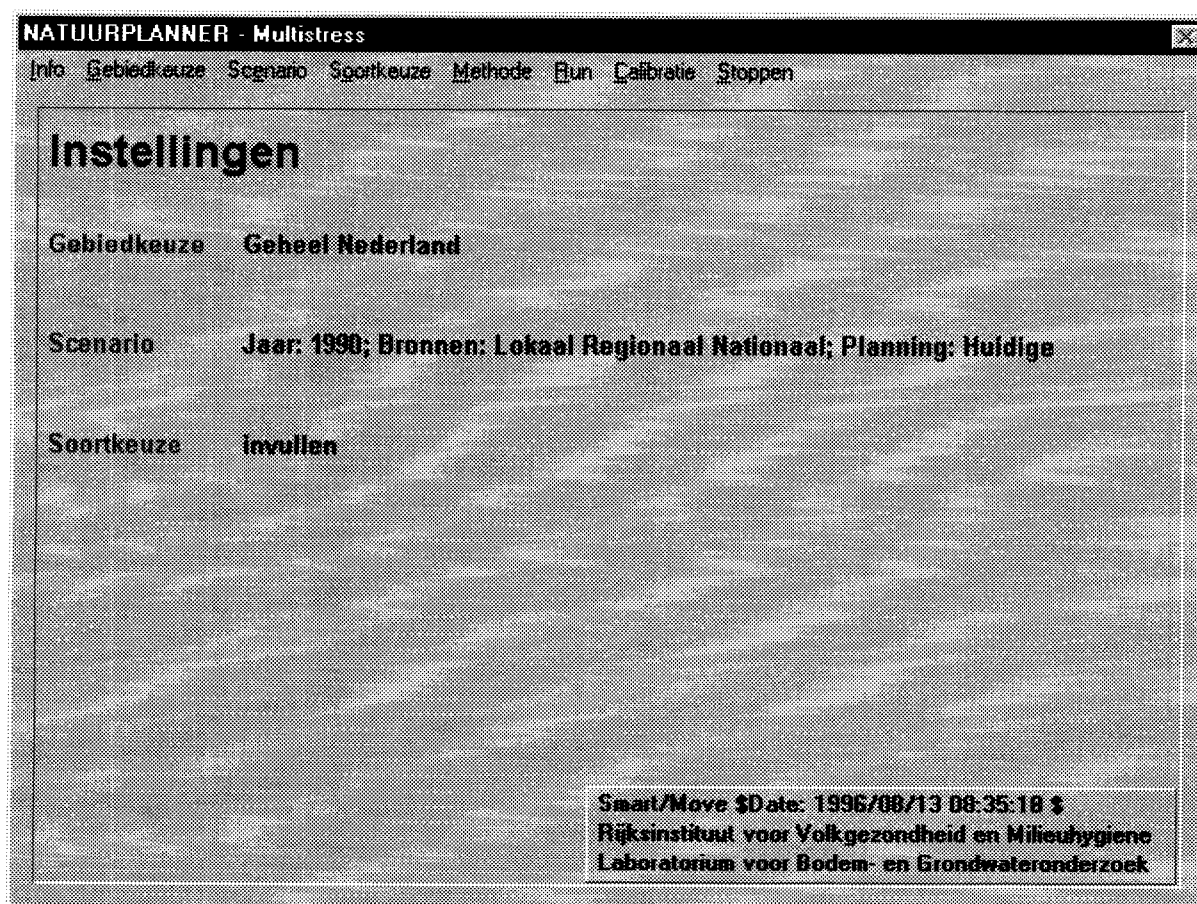 NATUURPLANNER - Multistress
Info Gebiedkeuze Scenario Soortkeuze Methode Run Calibratie Stoppen
Instellingen
Gebiedkeuze Geheel Nederland
Scenario Jaar: 1990; Bronnen: Lokaal Regionaal Nationaal; Planning: Huidige
Soortkeuze invullen
Smart/Move $Date: 1996/08/13 08:35:18 $
Rijksinstituut voor Volkgezondheid en Milieuhygiene
Laboratorium voor Bodem- en Grondwateronderzoek